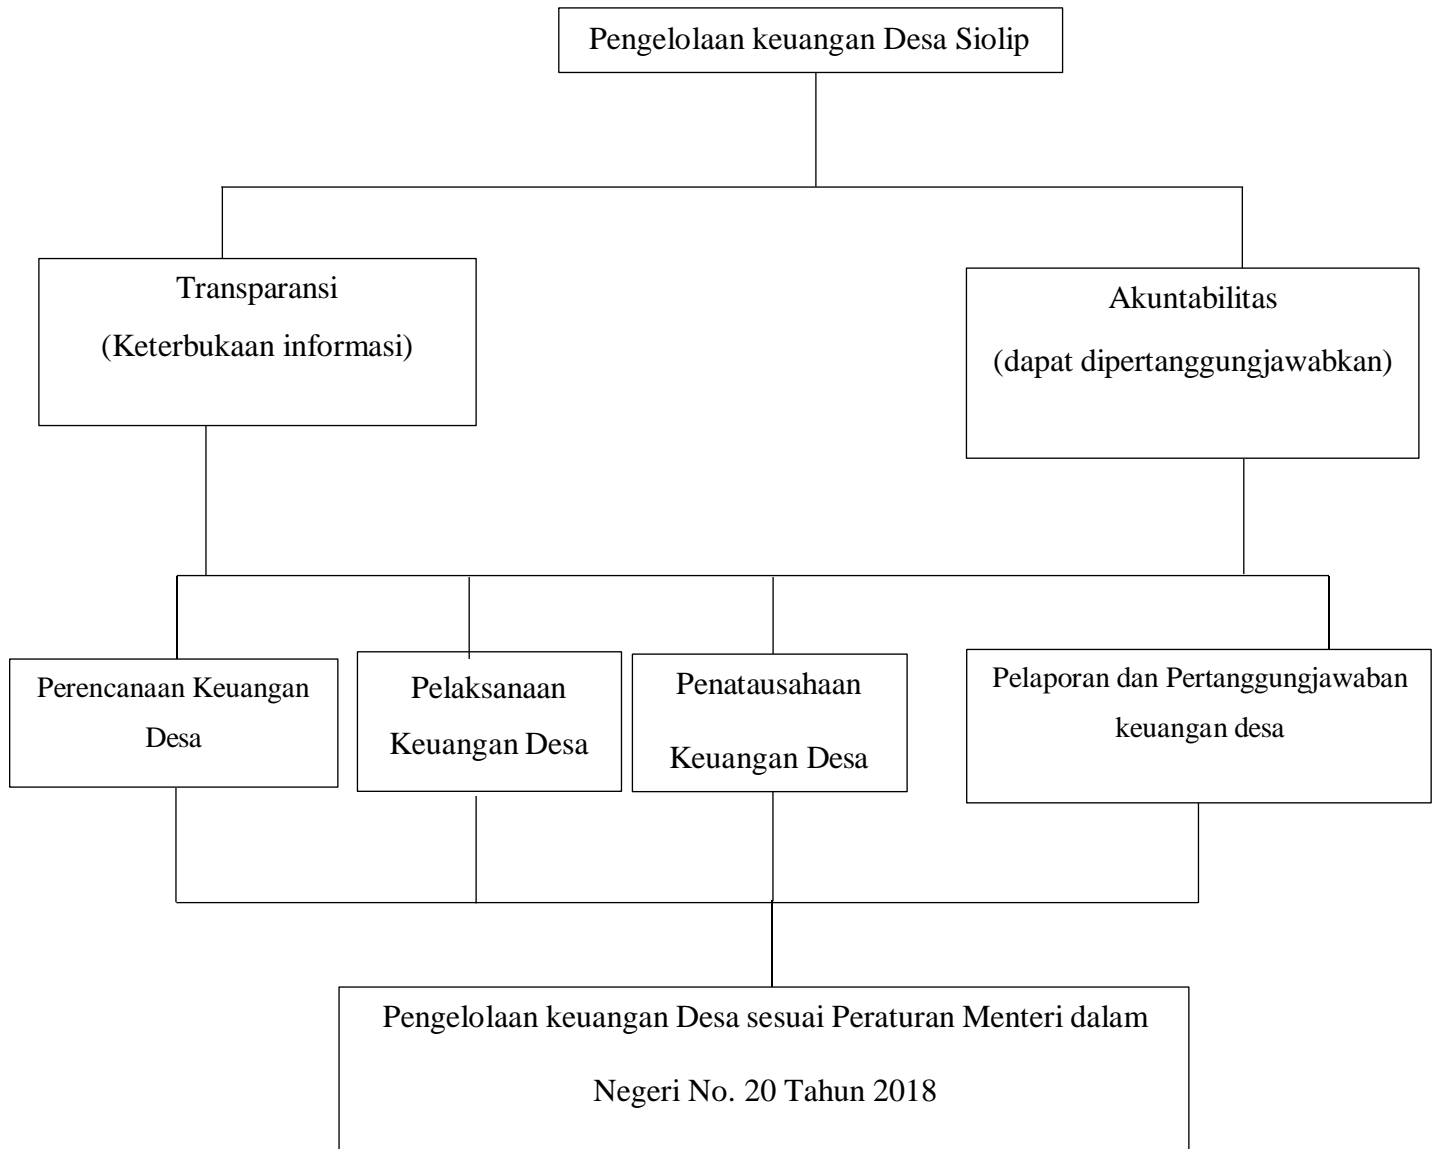 Pengelolaan keuangan Desa Siolip
Transparansi
(Keterbukaan informasi)
Akuntabilitas
(dapat dipertanggungjawabkan)
Perencanaan Keuangan
Desa
Pelaksanaan
Keuangan Desa
Penatausahaan
Keuangan Desa
Pelaporan dan Pertanggungjawaban
keuangan desa
Pengelolaan keuangan Desa sesuai Peraturan Menteri dalam
Negeri No. 20 Tahun 2018